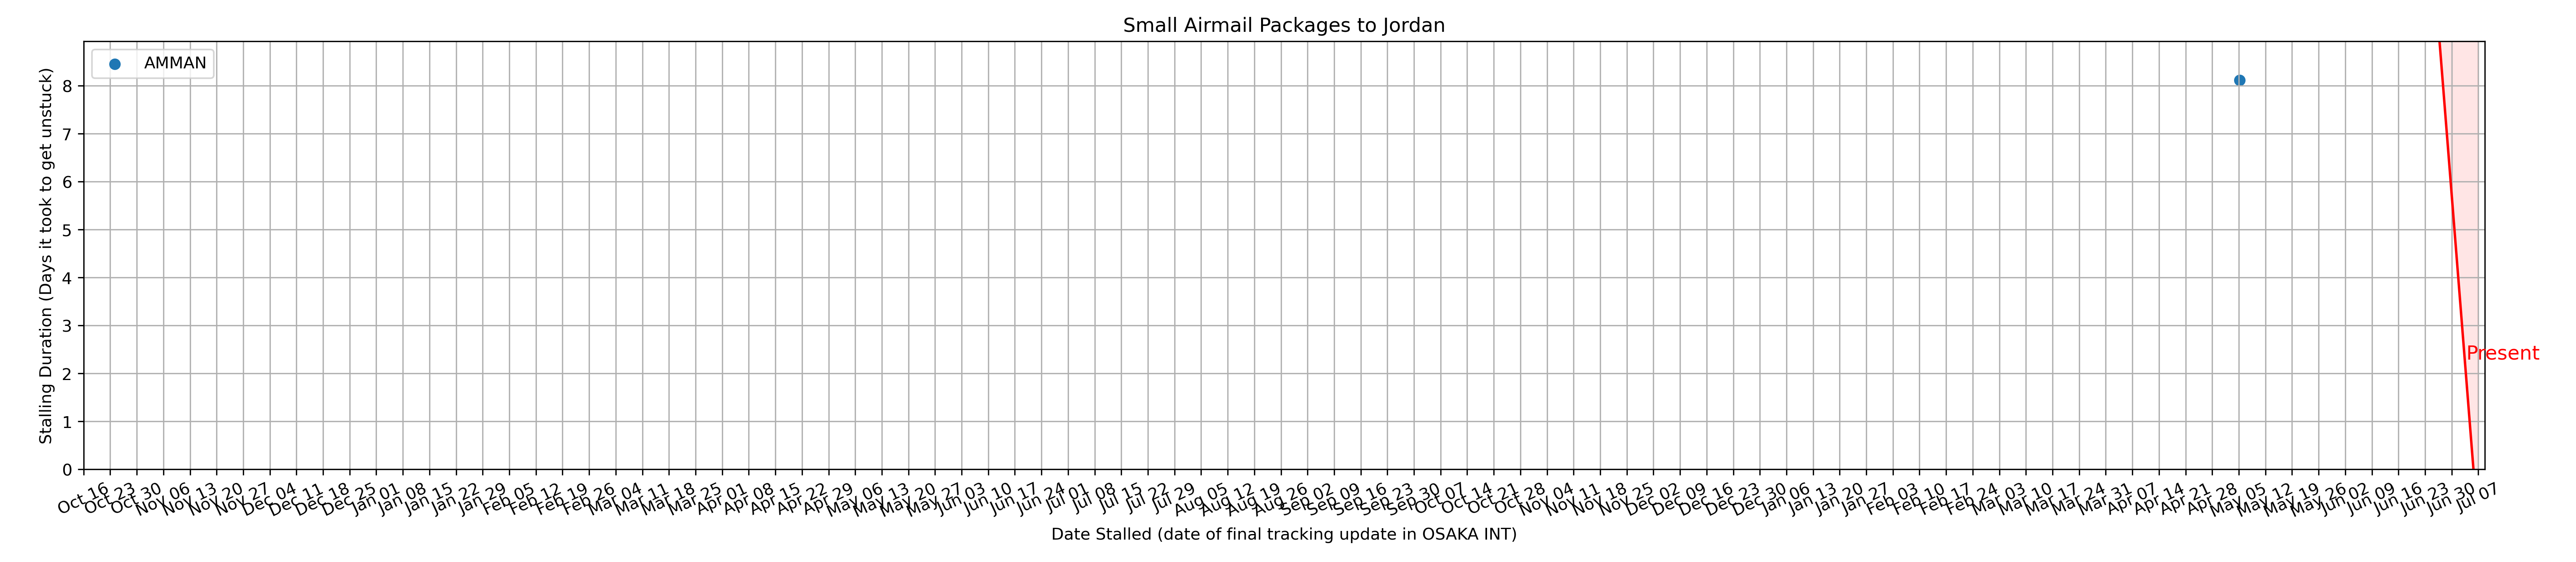 Small Airmail Packages to Jordan
AMMAN
Stalling Duration (Days it took to get unstuck)
8
7
6
5
4
3
2
1
0
Present
Oct 16 Oct 23 Oct 30 Nov 06 Nov 13 Nov 20 Nov 27 Dec 04 Dec 11 Dec 18 Dec 25 Jan 01 Jan 08 Jan 15 Jan 22 Jan 29 Feb 05 Feb 12 Feb 19 Feb 26 Mar 04 Mar 11 Mar 18 Mar 25 Apr 01 Apr 08 Apr 15 Apr 22 Apr 29 May 06 May 13 May 20 May 27 Jun 03 Jun 10 Jun 17 Jun 24 Jul 01 Jul 08 Jul 15 Jul 22 Jul 29 Aug 05 Aug 12 Aug 19 Aug 26 Sep 02 Sep 09 Sep 16 Sep 23 Sep 30 Oct 07 Oct 14 Oct 21 Oct 28 Nov 04 Nov 11 Nov 18 Nov 25 Dec 02 Dec 09 Dec 16 Dec 23 Dec 30 Jan 06 Jan 13 Jan 20 Jan 27 Feb 03 Feb 10 Feb 17 Feb 24 Mar 03 Mar 10 Mar 17 Mar 24 Mar 31 Apr 07 Apr 14 Apr 21 Apr 28 May 05 May 12 May 19 May 26 Jun 02 Jun 09 Jun 16 Jun 23 Jun 30 Jul 07
Date Stalled (date of final tracking update in OSAKA INT)